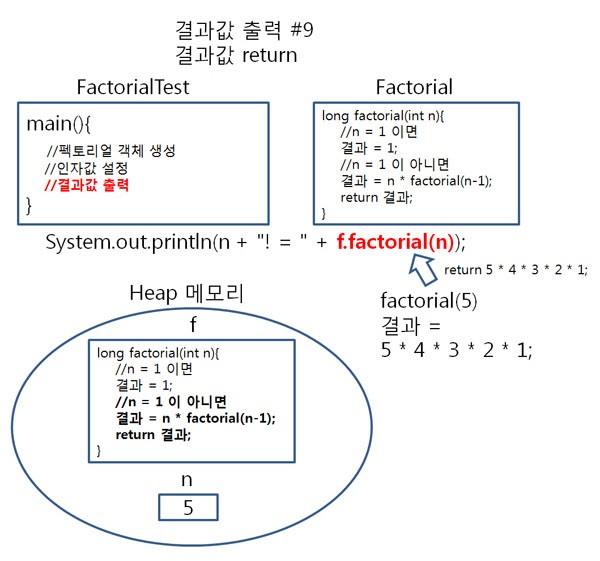 결과값 출력 #9
결과값 return
FactorialTest
main(){
//펙토리얼 객체 생성
//인자값 설정
//결과값 출력
}
Factorial
long factorial(int n){
//n = 1 이면
결과 = 1;
//n = 1 이 아니면
결과 = n * factorial(n-1);
return 결과;
}
System.out.println(n + "! = " + f.factorial(n));
return 5 * 4 * 3 * 2 * 1;
factorial(5)
결과 =
5 * 4 * 3 * 2 * 1;
Heap 메모리
f
long factorial(int n){
//n = 1 이면
결과 = 1;
//n = 1 이 아니면
결과 = n * factorial(n-1);
return 결과;
}
n
5